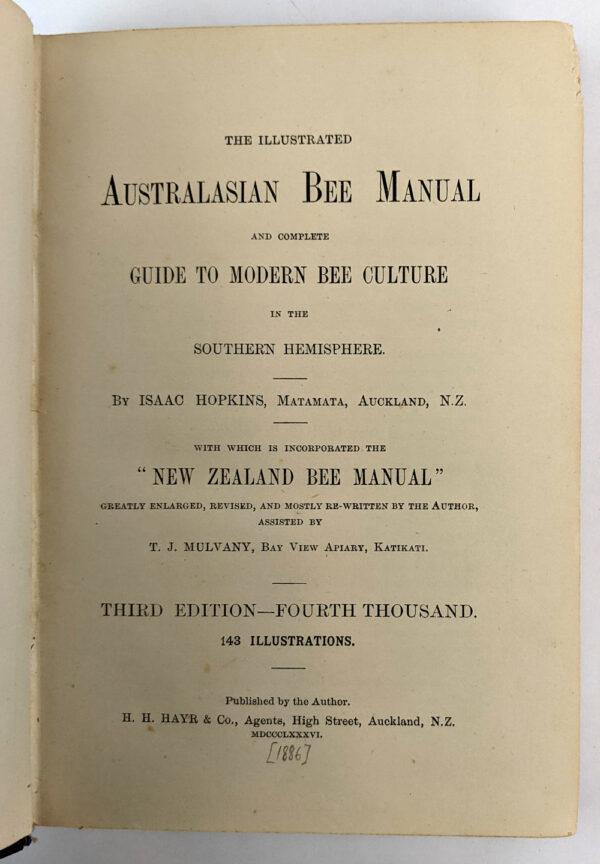 THE ILLUSTRATED
AUSTRALASIAN BEE MANUAL
AND COMPLETE
GUIDE TO MODERN BEE CULTURE
IN THE
SOUTHERN HEMISPHERE.
BY ISAAC HOPKINS, MATAMATA, AUCKLAND, N.Z.
WITH WHICH IS INCORPORATED THE
"NEW ZEALAND BEE MANUAL"
GREATLY ENLARGED, REVISED, AND MOSTLY RE-WRITTEN BY THE AUTHOR,
ASSISTED BY
T. J. MULVANY, BAY VIEW APIARY, KATIKATI.
THIRD EDITION—FOURTH THOUSAND.
143 ILLUSTRATIONS.
Published by the Author.
H. H. HAYR & Co., Agents, High Street, Auckland, N.Z.
MDCCCLXXXVI.
[1886]